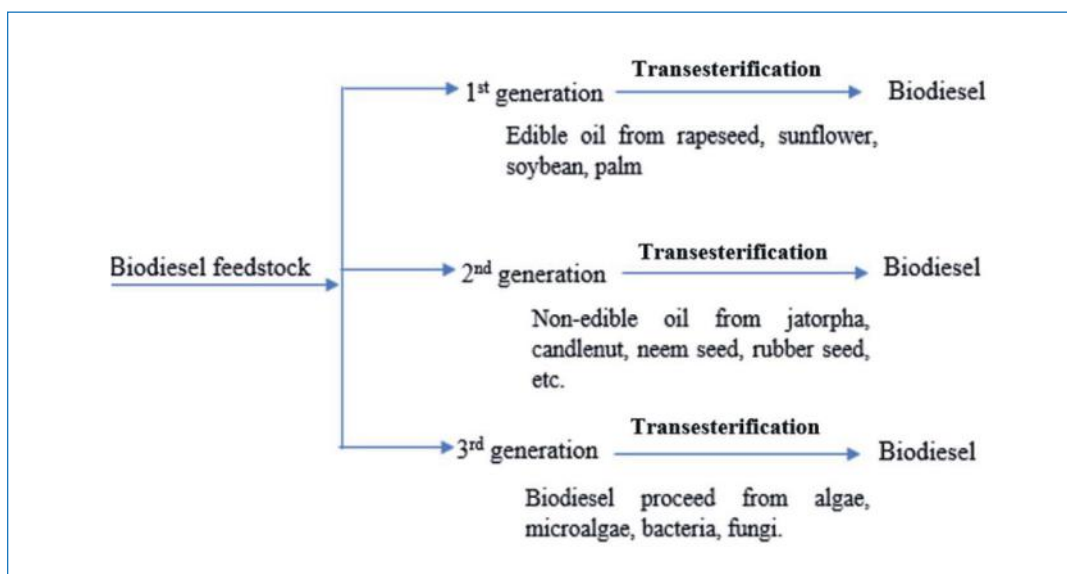 Transesterification
1st generation
Biodiesel
Edible oil from rapeseed, sunflower,
soybean, palm
Biodiesel feedstock
Transesterification
2nd generation
Biodiesel
Non-edible oil from jatorpha,
candlenut, neem seed, rubber seed,
etc.
Transesterification
3rd generation
Biodiesel
Biodiesel proceed from algae,
microalgae, bacteria, fungi.